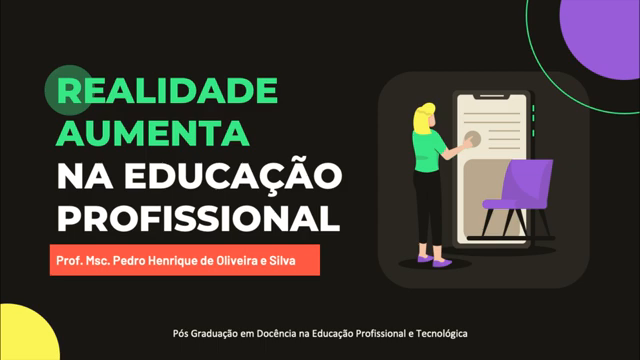 REALIDADE
AUMENTA
NA EDUCAÇÃO
PROFISSIONAL
Prof. Msc. Pedro Henrique de Oliveira e Silva
Pós Graduação em Docência na Educação Profissional e Tecnológica